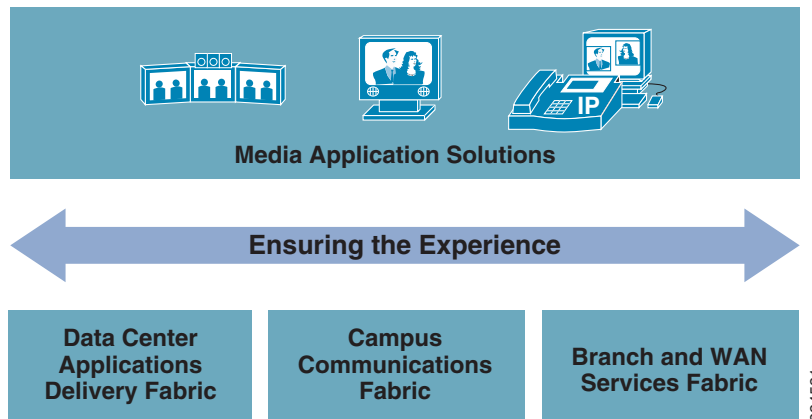 IP
Media Application Solutions
Ensuring the Experience
Data Center
Applications
Delivery Fabric
Campus
Communications
Fabric
Branch and WAN
Services Fabric